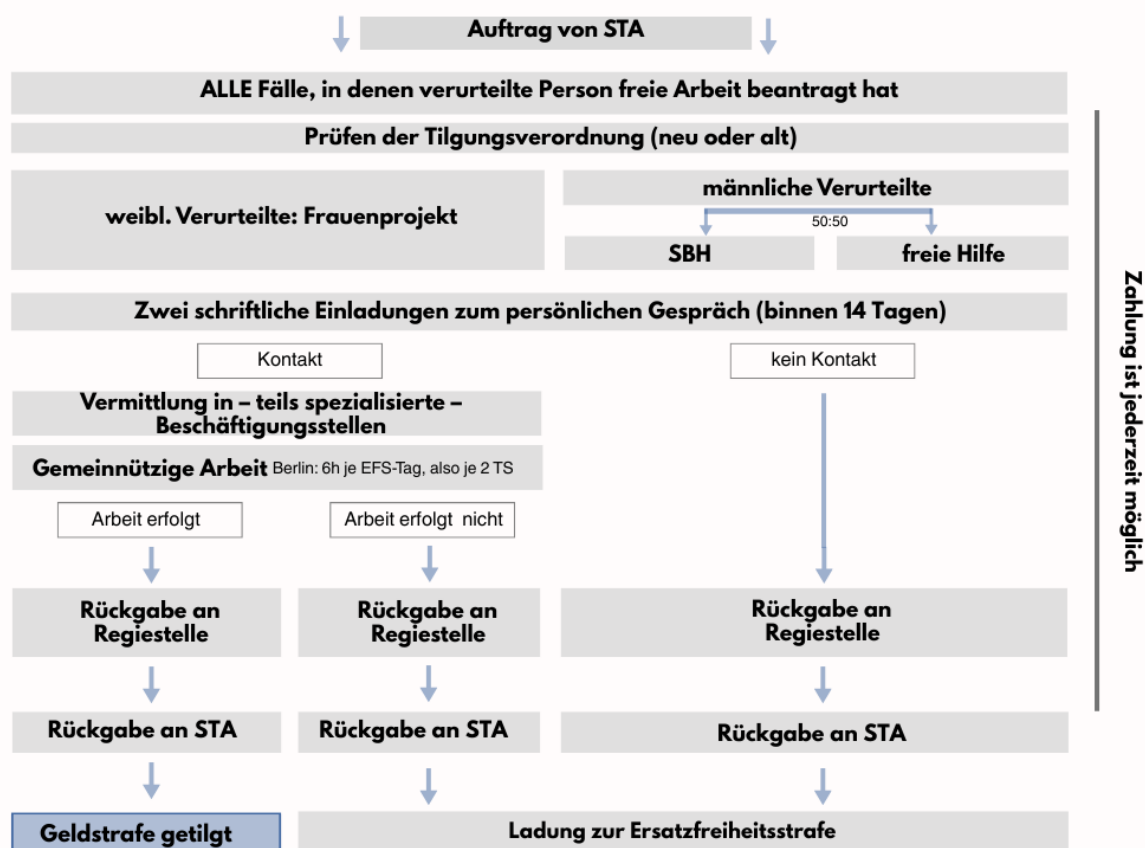 Auftrag von STA
ALLE Fälle, in denen verurteilte Person freie Arbeit beantragt hat
Prüfen der Tilgungsverordnung (neu oder alt)
weibl. Verurteilte: Frauenprojekt
männliche Verurteilte
50:50
SBH
freie Hilfe
Zwei schriftliche Einladungen zum persönlichen Gespräch (binnen 14 Tagen)
Kontakt
kein Kontakt
Vermittlung in – teils spezialisierte –
Beschäftigungsstellen
Gemeinnützige Arbeit Berlin: 6h je EFS-Tag, also je 2 TS
Arbeit erfolgt
Arbeit erfolgt nicht
Rückgabe an
Regiestelle
Rückgabe an
Regiestelle
Rückgabe an
Regiestelle
Rückgabe an STA
Rückgabe an STA
Rückgabe an STA
Geldstrafe getilgt
Ladung zur Ersatzfreiheitsstrafe
Zahlung ist jederzeit möglich